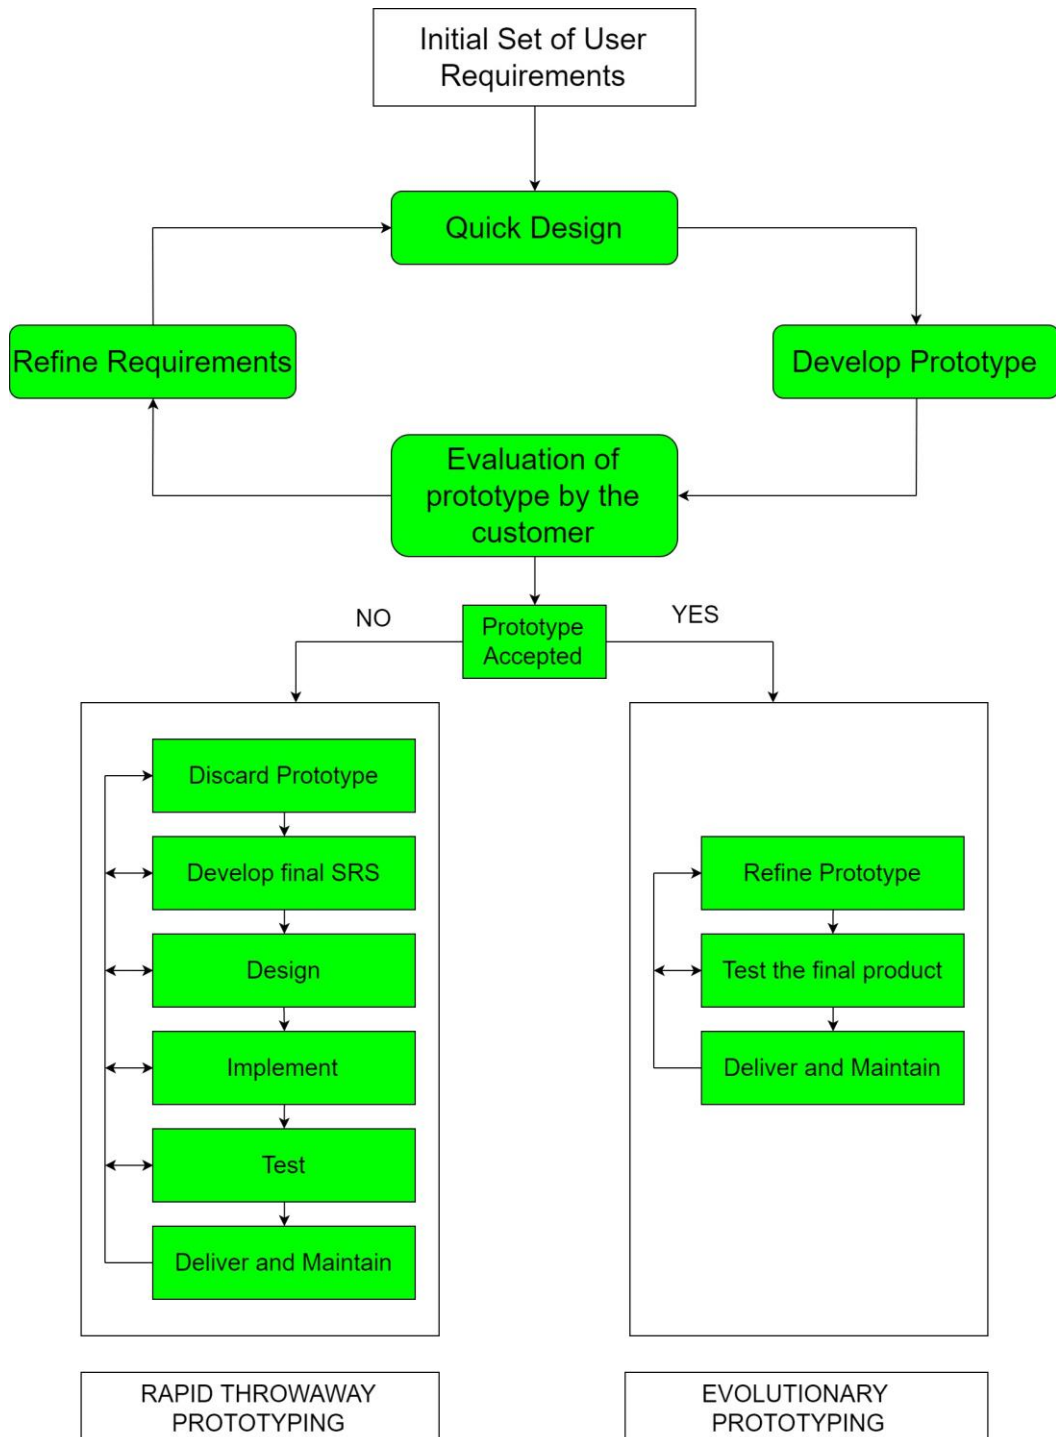 Initial Set of User
Requirements
Quick Design
Refine Requirements
Develop Prototype
Evaluation of
prototype by the
customer
NO
YES
Prototype
Accepted
Discard Prototype
Develop final SRS
Design
Implement
Test
Deliver and Maintain
Refine Prototype
Test the final product
Deliver and Maintain
RAPID THROWAWAY
PROTOTYPING
EVOLUTIONARY
PROTOTYPING